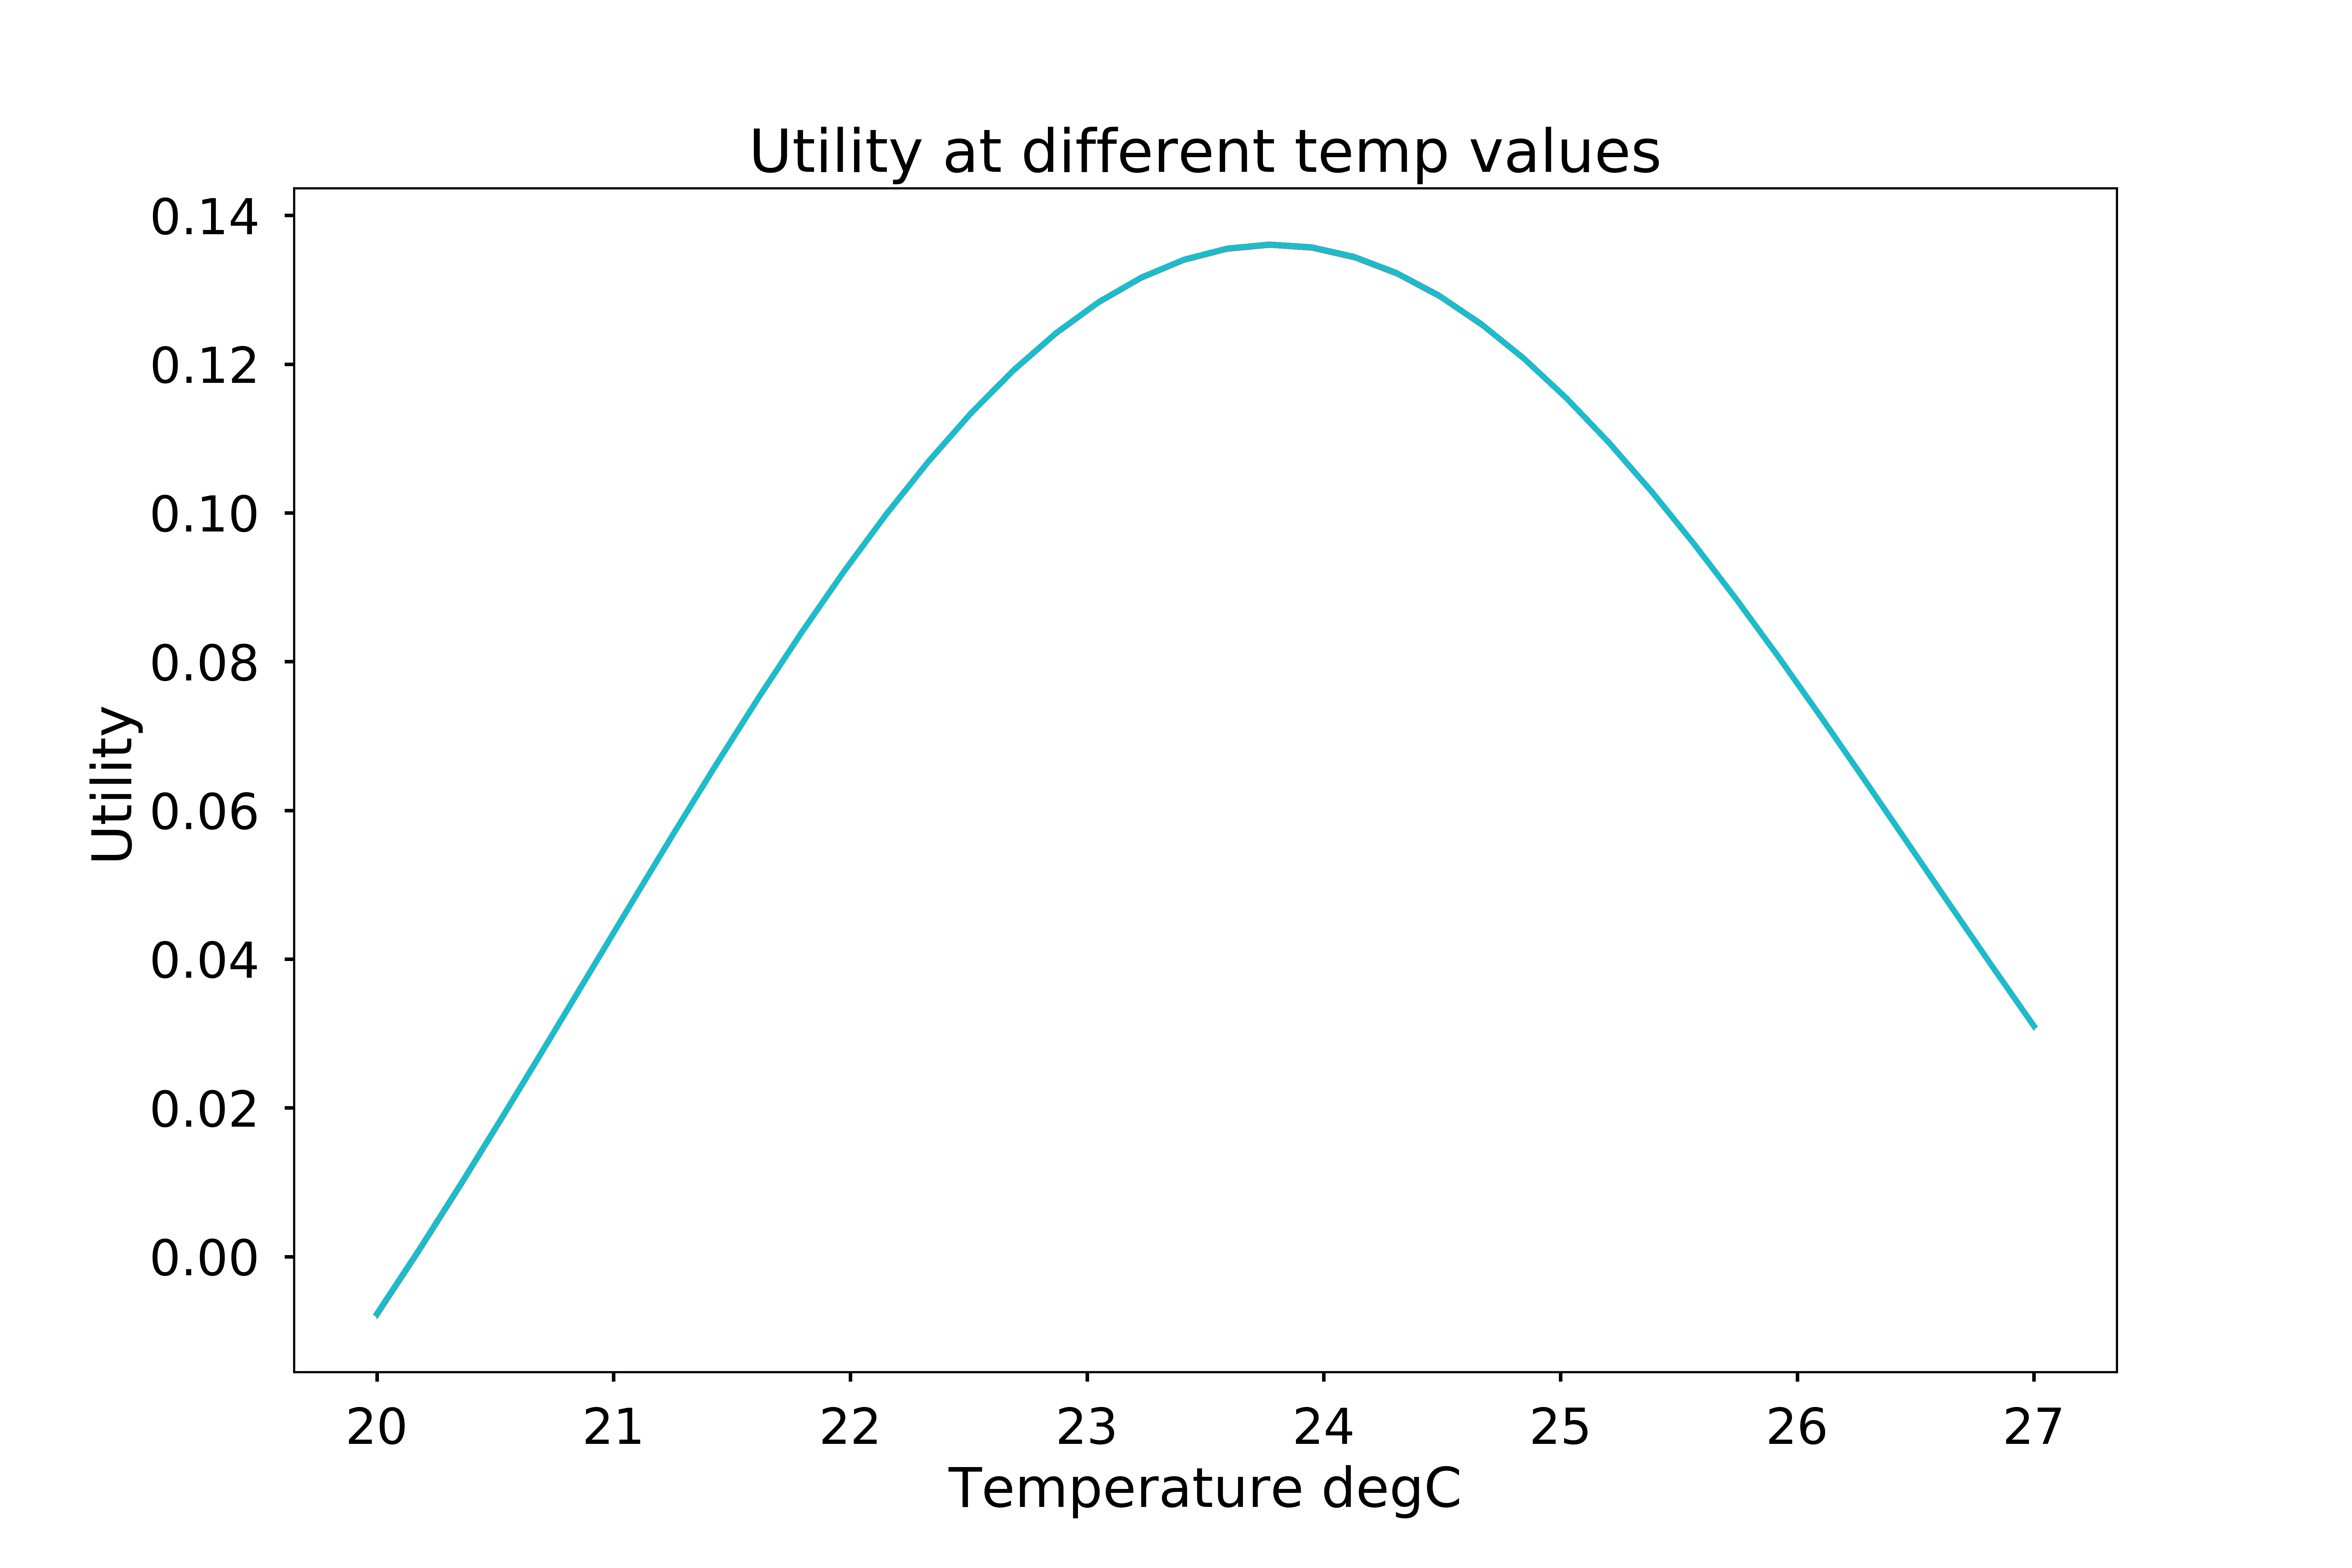 Utility at different temp values
0.14
0.12
0.10
0.08
0.06
0.04
0.02
0.00
Utility
20 21 22 23 24 25 26 27
Temperature degC